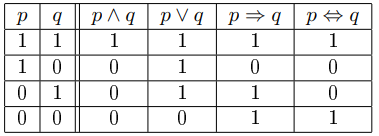 p q p ∧ q p ∨ q p ⇒ q p ⇔ q
1 1 1 1 1 1
1 0 0 1 0 0
0 1 0 1 1 0
0 0 0 0 1 1